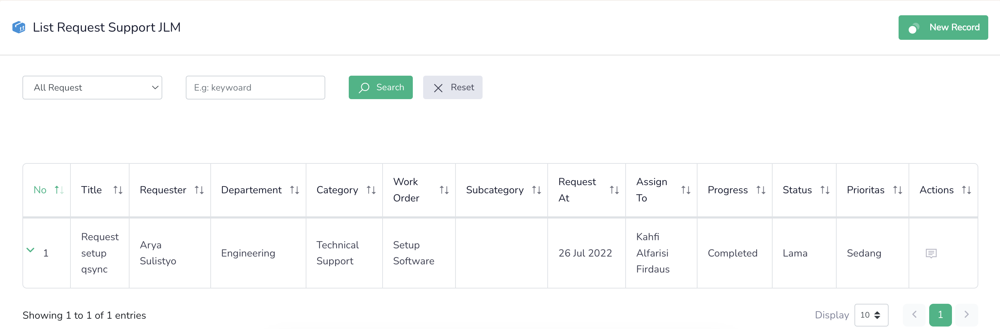 List Request Support JLM
New Record
All Request
E.g: keywoard
Search
Reset
No
Title
Requester
Departement
Category
Work
Order
Subcategory
Request
At
Assign
To
Progress
Status
Prioritas
Actions
1
Request
setup
qsync
Arya
Sulistyo
Engineering
Technical
Support
Setup
Software
26 Jul 2022
Kahfi
Alfarisi
Firdaus
Completed
Lama
Sedang
Showing 1 to 1 of 1 entries
Display
10
1